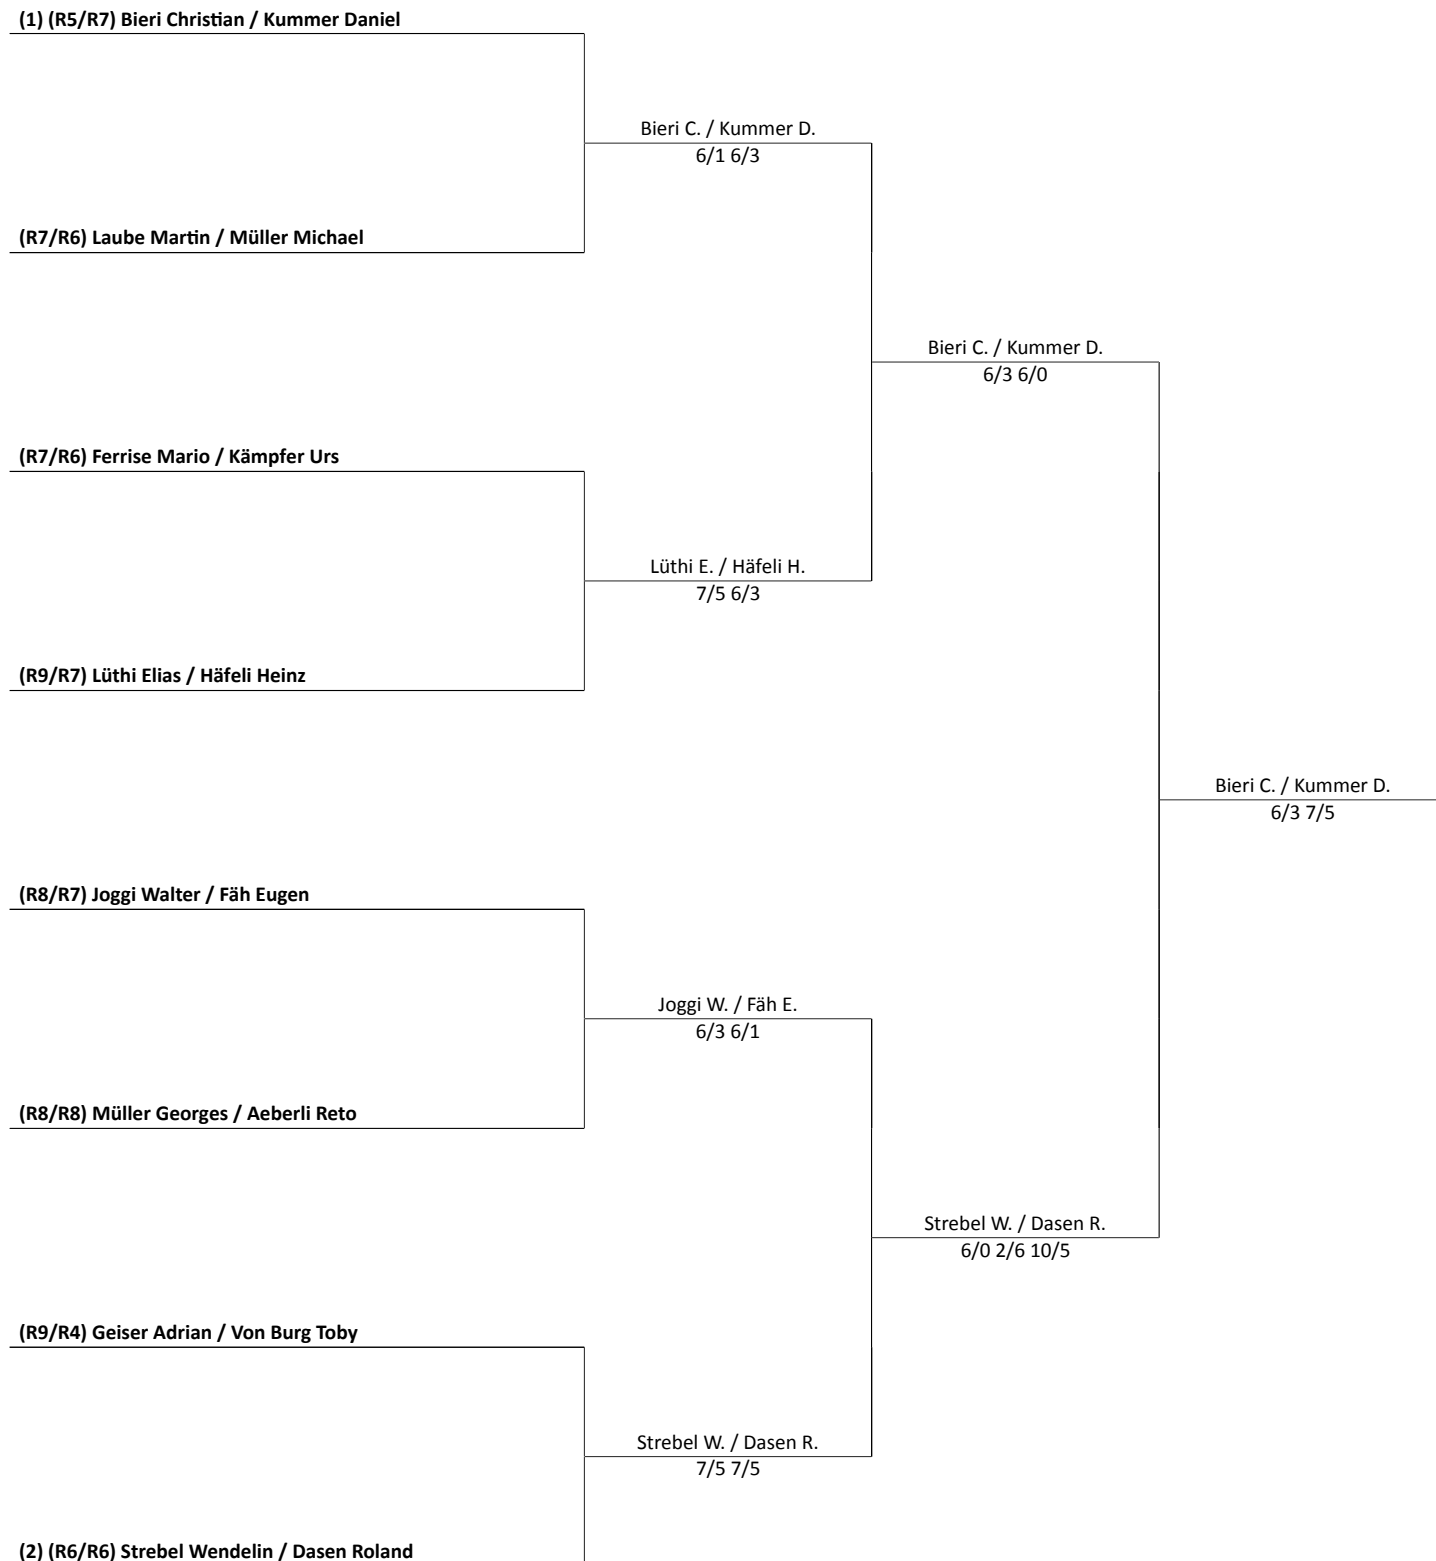 (1) (R5/R7) Bieri Christian / Kummer Daniel
Bieri C. / Kummer D.
6/1 6/3
(R7/R6) Laube Martin / Müller Michael
Bieri C. / Kummer D.
6/3 6/0
(R7/R6) Ferrise Mario / Kämpfer Urs
Lüthi E. / Häfeli H.
7/5 6/3
(R9/R7) Lüthi Elias / Häfeli Heinz
Bieri C. / Kummer D.
6/3 7/5
(R8/R7) Joggi Walter / Fäh Eugen
Joggi W. / Fäh E.
6/3 6/1
(R8/R8) Müller Georges / Aeberli Reto
Strebel W. / Dasen R.
6/0 2/6 10/5
(R9/R4) Geiser Adrian / Von Burg Toby
Strebel W. / Dasen R.
7/5 7/5
(2) (R6/R6) Strebel Wendelin / Dasen Roland